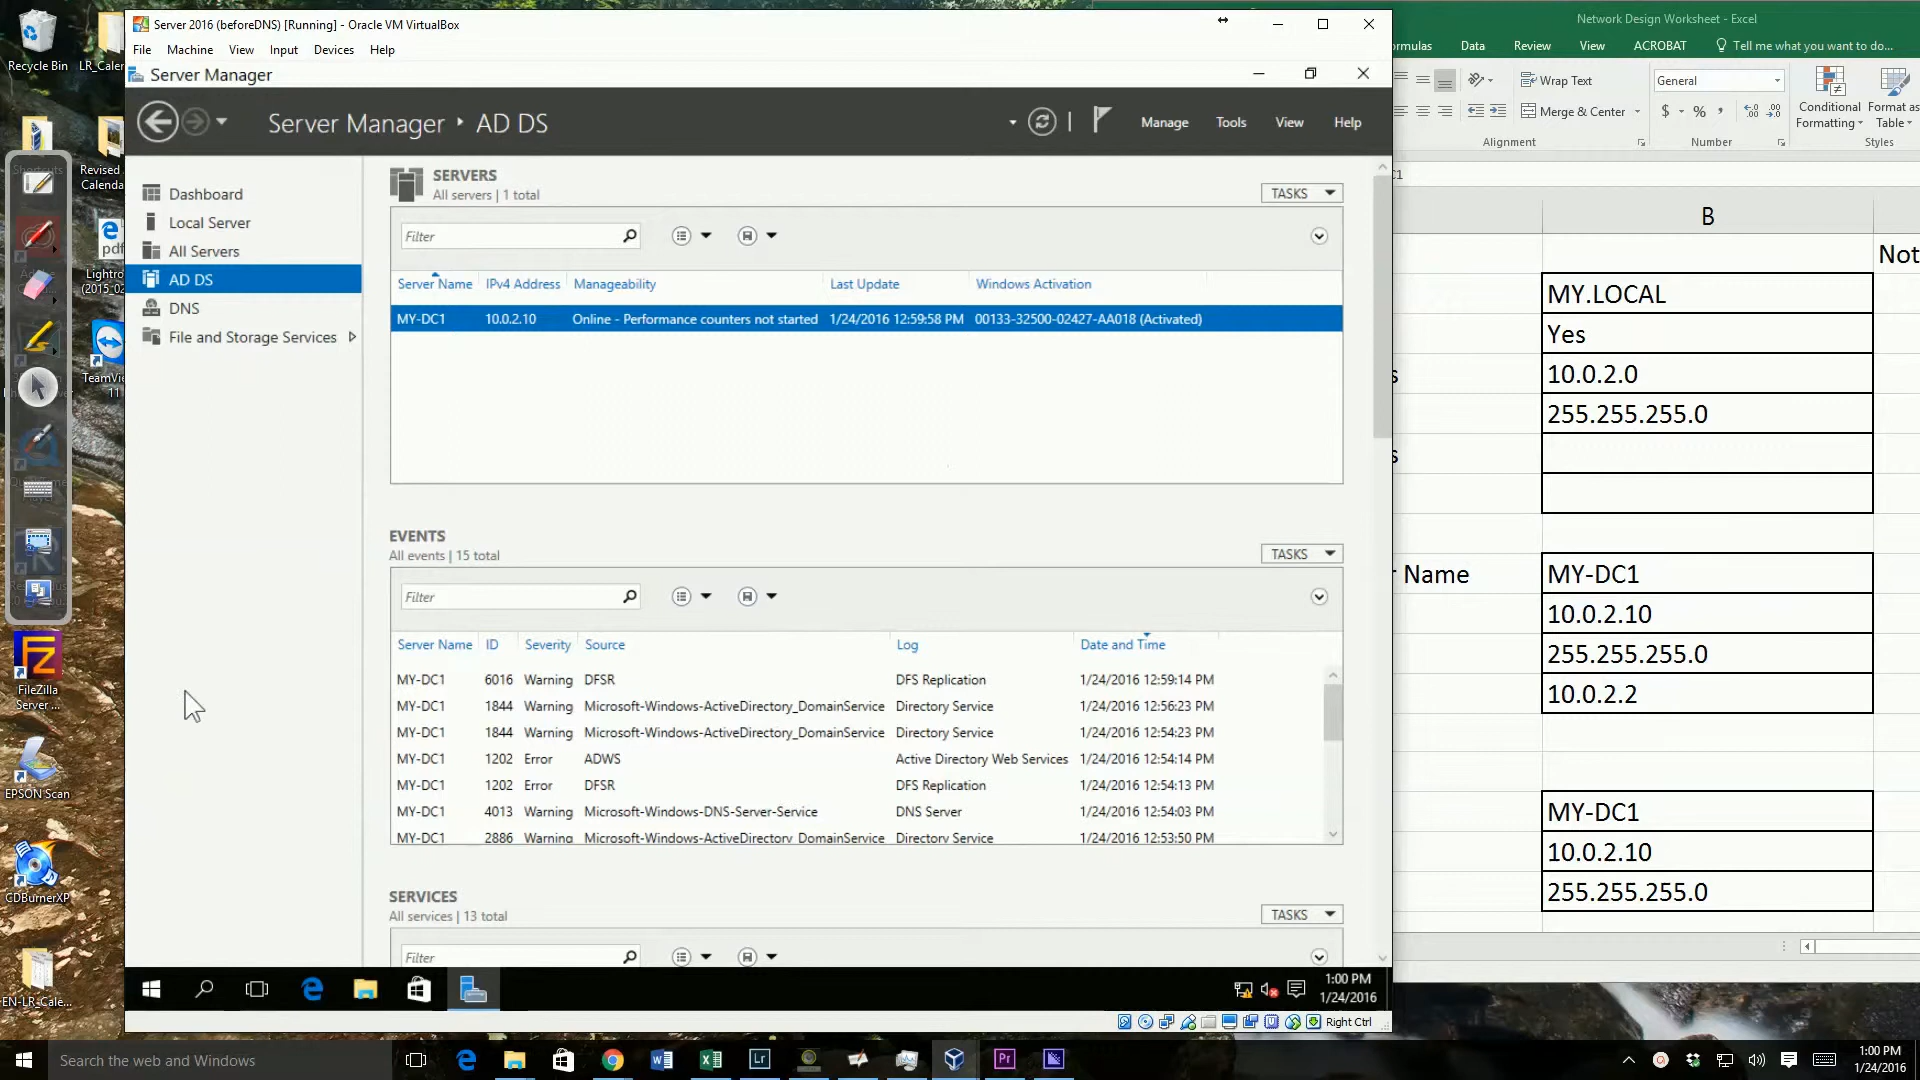 Server 2016 (beforeDNS) [Running] - Oracle VM VirtualBox
File Machine View Input Devices Help
Server Manager
Server Manager ‣ AD DS
Manage Tools View Help
Dashboard
Local Server
All Servers
AD DS
DNS
File and Storage Services
SERVERS
All servers | 1 total
TASKS
Filter
Server Name IPv4 Address Manageability Last Update Windows Activation
MY-DC1 10.0.2.10 Online - Performance counters not started 1/24/2016 12:59:58 PM 00133-32500-02427-AA018 (Activated)
EVENTS
All events | 15 total
TASKS
Filter
Server Name ID Severity Source Log Date and Time
MY-DC1 6016 Warning DFSR DFS Replication 1/24/2016 12:59:14 PM
MY-DC1 1844 Warning Microsoft-Windows-ActiveDirectory_DomainService Directory Service 1/24/2016 12:56:23 PM
MY-DC1 1844 Warning Microsoft-Windows-ActiveDirectory_DomainService Directory Service 1/24/2016 12:54:23 PM
MY-DC1 1202 Error ADWS Active Directory Web Services 1/24/2016 12:54:14 PM
MY-DC1 1202 Error DFSR DFS Replication 1/24/2016 12:54:13 PM
MY-DC1 4013 Warning Microsoft-Windows-DNS-Server-Service DNS Server 1/24/2016 12:54:03 PM
MY-DC1 2886 Warning Microsoft-Windows-ActiveDirectory_DomainService Directory Service 1/24/2016 12:53:50 PM
SERVICES
All services | 13 total
TASKS
Filter
1:00 PM
1/24/2016
Right Ctrl
Network Design Worksheet - Excel
ormulas Data Review View ACROBAT Tell me what you want to do...
Wrap Text
General
Merge & Center
$ % ,
Conditional
Formatting
Format as
Table
Alignment Number Styles
C1
B
Not
MY.LOCAL
Yes
s 10.0.2.0
255.255.255.0
s
r Name MY-DC1
10.0.2.10
255.255.255.0
10.0.2.2
MY-DC1
10.0.2.10
255.255.255.0
Recycle Bin
LR_Caler
Revised
Calenda
pdf
Lightro
(2015_02
TeamVie
11
FileZilla
Server ...
EPSON Scan
CDBurnerXP
EN-LR_Cale...
Search the web and Windows
1:00 PM
1/24/2016